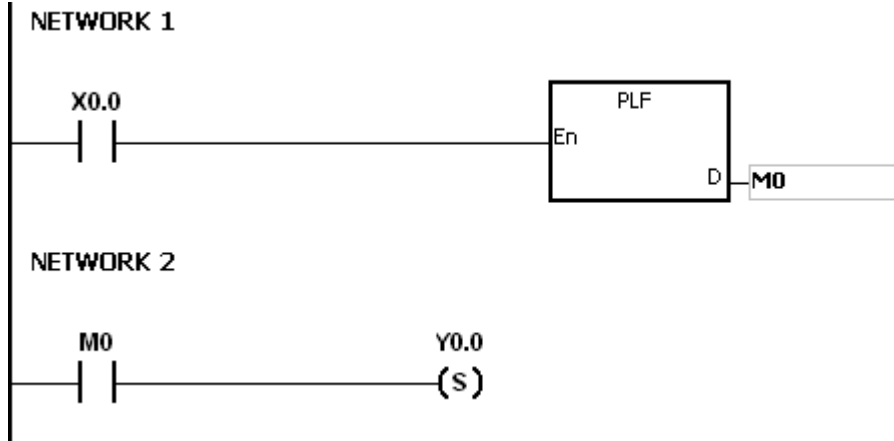 NETWORK 1
X0.0
PLF
En
D
M0
NETWORK 2
M0
Y0.0
(S)